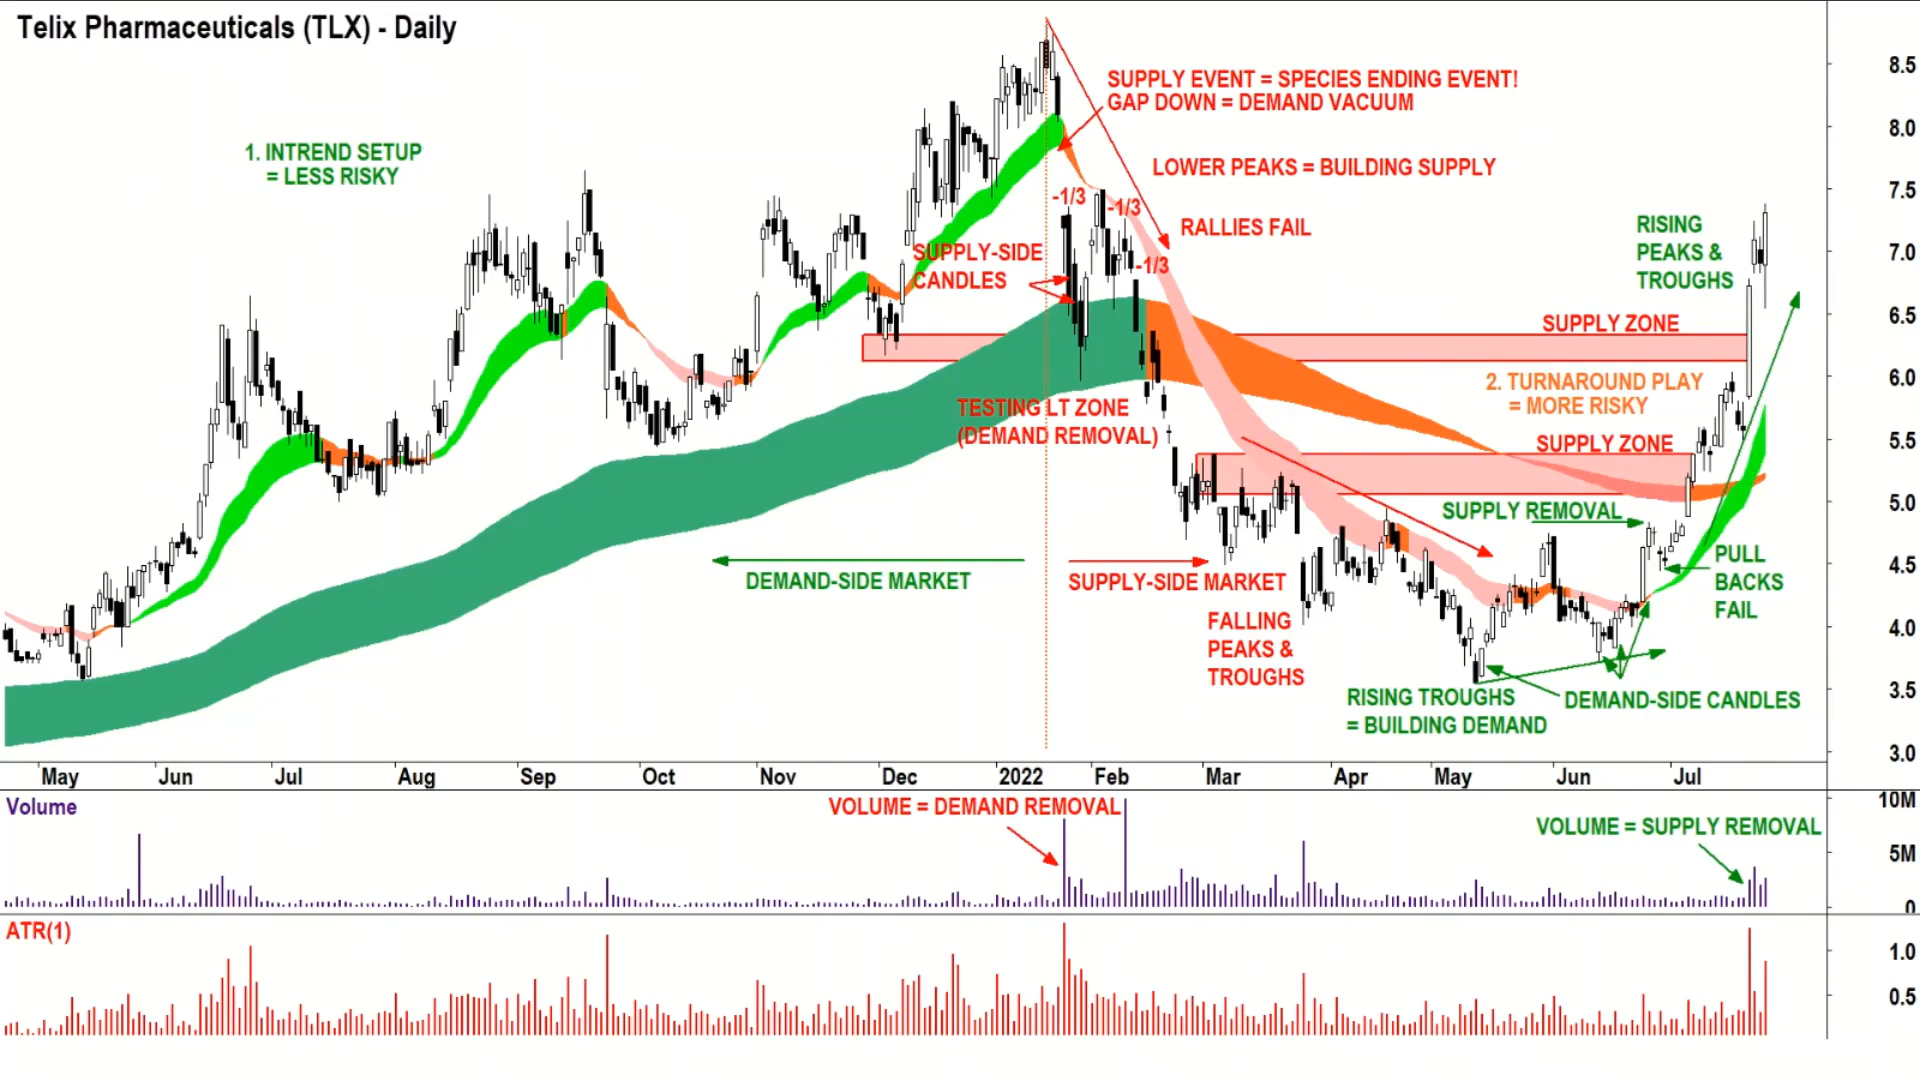 Telix Pharmaceuticals (TLX) - Daily
8.5
SUPPLY EVENT = SPECIES ENDING EVENT!
GAP DOWN = DEMAND VACUUM
8.0
1. INTREND SETUP
= LESS RISKY
LOWER PEAKS = BUILDING SUPPLY
7.5
-1/3
-1/3
RALLIES FAIL
RISING
PEAKS &
TROUGHS
7.0
SUPPLY-SIDE
CANDLES
-1/3
6.5
SUPPLY ZONE
6.0
2. TURNAROUND PLAY
= MORE RISKY
TESTING LT ZONE
(DEMAND REMOVAL)
SUPPLY ZONE
5.5
5.0
SUPPLY REMOVAL
4.5
DEMAND-SIDE MARKET
SUPPLY-SIDE MARKET
PULL
BACKS
FAIL
FALLING
PEAKS &
TROUGHS
4.0
3.5
RISING TROUGHS
= BUILDING DEMAND
DEMAND-SIDE CANDLES
3.0
May Jun Jul Aug Sep Oct Nov Dec 2022 Feb Mar Apr May Jun Jul
Volume
VOLUME = DEMAND REMOVAL
10M
VOLUME = SUPPLY REMOVAL
5M
0
ATR(1)
1.0
0.5